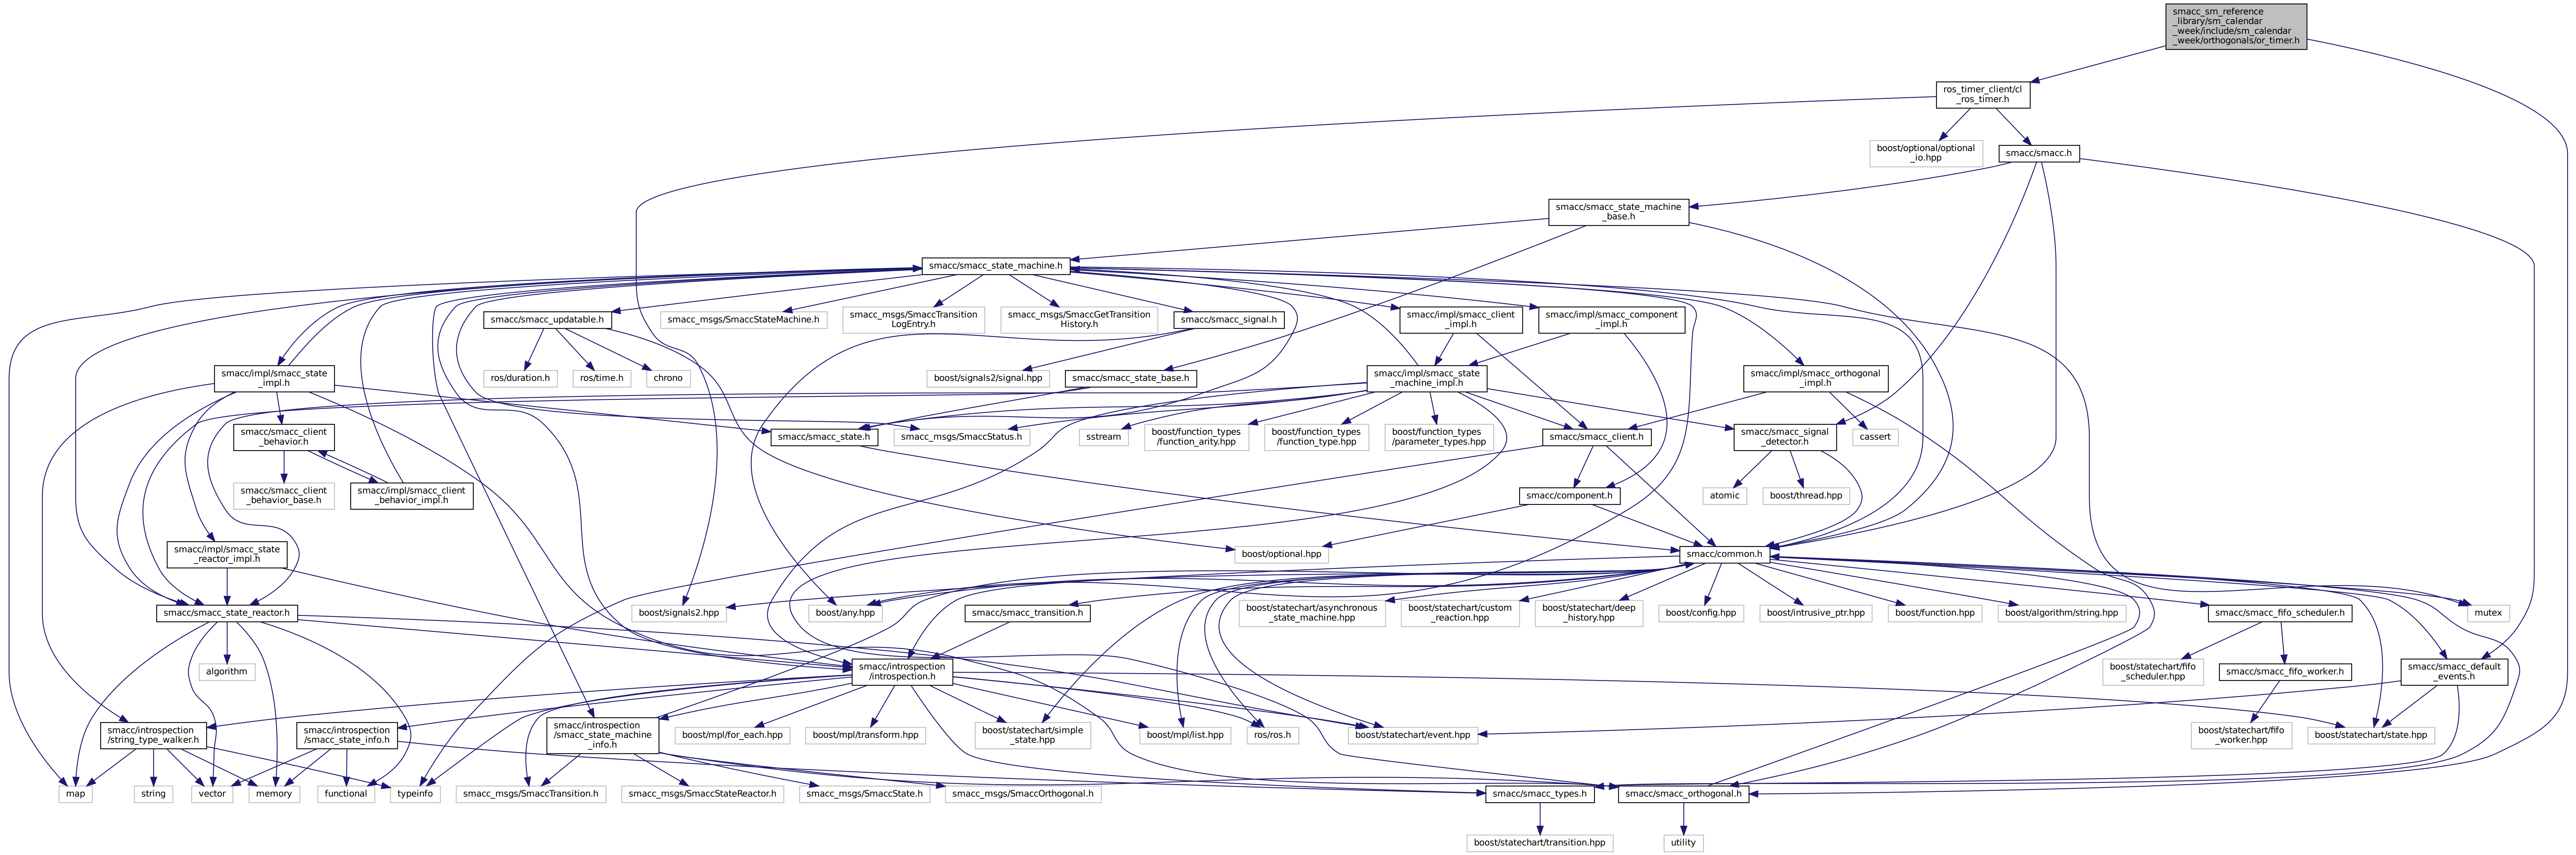 smacc_sm_reference
_library/sm_calendar
_week/include/sm_calendar
_week/orthogonals/or_timer.h
ros_timer_client/cl
_ros_timer.h
boost/optional/optional
_io.hpp
smacc/smacc.h
smacc/smacc_state_machine
_base.h
smacc/smacc_state_machine.h
smacc/smacc_updatable.h
smacc_msgs/SmaccStateMachine.h
smacc_msgs/SmaccTransition
LogEntry.h
smacc_msgs/SmaccGetTransition
History.h
smacc/smacc_signal.h
smacc/impl/smacc_client
_impl.h
smacc/impl/smacc_component
_impl.h
smacc/impl/smacc_state
_impl.h
ros/duration.h
ros/time.h
chrono
boost/signals2/signal.hpp
smacc/smacc_state_base.h
smacc/impl/smacc_state
_machine_impl.h
smacc/impl/smacc_orthogonal
_impl.h
smacc/smacc_client
_behavior.h
smacc/smacc_state.h
smacc_msgs/SmaccStatus.h
sstream
boost/function_types
/function_arity.hpp
boost/function_types
/function_type.hpp
boost/function_types
/parameter_types.hpp
smacc/smacc_client.h
smacc/smacc_signal
_detector.h
cassert
smacc/smacc_client
_behavior_base.h
smacc/impl/smacc_client
_behavior_impl.h
smacc/component.h
atomic
boost/thread.hpp
smacc/impl/smacc_state
_reactor_impl.h
boost/optional.hpp
smacc/common.h
smacc/smacc_state_reactor.h
boost/signals2.hpp
boost/any.hpp
smacc/smacc_transition.h
boost/statechart/asynchronous
_state_machine.hpp
boost/statechart/custom
_reaction.hpp
boost/statechart/deep
_history.hpp
boost/config.hpp
boost/intrusive_ptr.hpp
boost/function.hpp
boost/algorithm/string.hpp
smacc/smacc_fifo_scheduler.h
mutex
algorithm
smacc/introspection
/introspection.h
boost/statechart/fifo
_scheduler.hpp
smacc/smacc_fifo_worker.h
smacc/smacc_default
_events.h
smacc/introspection
/string_type_walker.h
smacc/introspection
/smacc_state_info.h
smacc/introspection
/smacc_state_machine
_info.h
boost/mpl/for_each.hpp
boost/mpl/transform.hpp
boost/statechart/simple
_state.hpp
boost/mpl/list.hpp
ros/ros.h
boost/statechart/event.hpp
boost/statechart/fifo
_worker.hpp
boost/statechart/state.hpp
map
string
vector
memory
functional
typeinfo
smacc_msgs/SmaccTransition.h
smacc_msgs/SmaccStateReactor.h
smacc_msgs/SmaccState.h
smacc_msgs/SmaccOrthogonal.h
smacc/smacc_types.h
smacc/smacc_orthogonal.h
boost/statechart/transition.hpp
utility